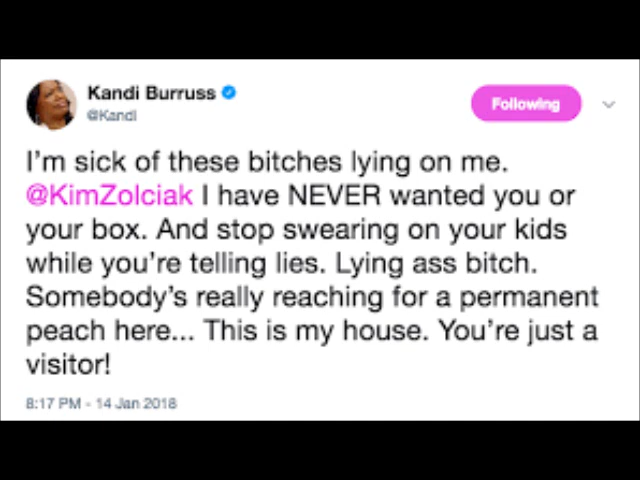 Kandi Burruss
@Kandi
Following
I'm sick of these bitches lying on me.
@KimZolciak I have NEVER wanted you or
your box. And stop swearing on your kids
while you're telling lies. Lying ass bitch.
Somebody's really reaching for a permanent
peach here... This is my house. You're just a
visitor!
8:17 PM - 14 Jan 2018